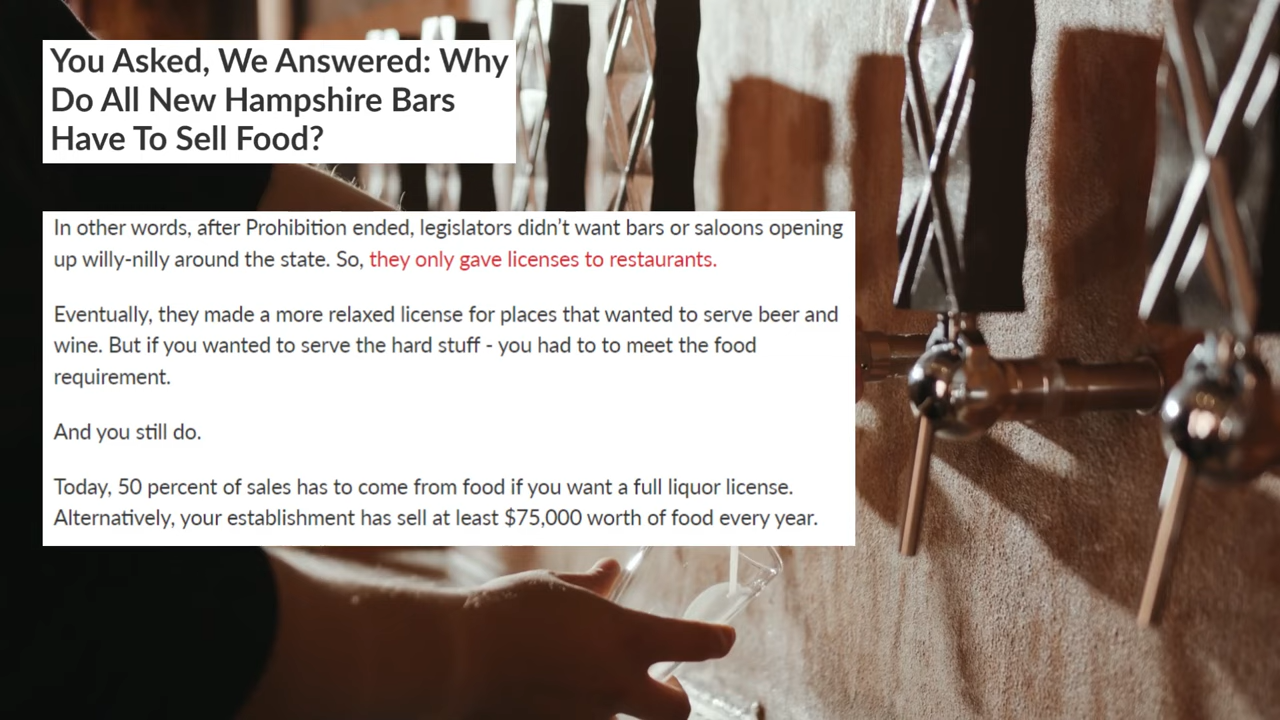 You Asked, We Answered: Why
Do All New Hampshire Bars
Have To Sell Food?
In other words, after Prohibition ended, legislators didn’t want bars or saloons opening
up willy-nilly around the state. So, they only gave licenses to restaurants.
Eventually, they made a more relaxed license for places that wanted to serve beer and
wine. But if you wanted to serve the hard stuff - you had to to meet the food
requirement.
And you still do.
Today, 50 percent of sales has to come from food if you want a full liquor license.
Alternatively, your establishment has sell at least $75,000 worth of food every year.